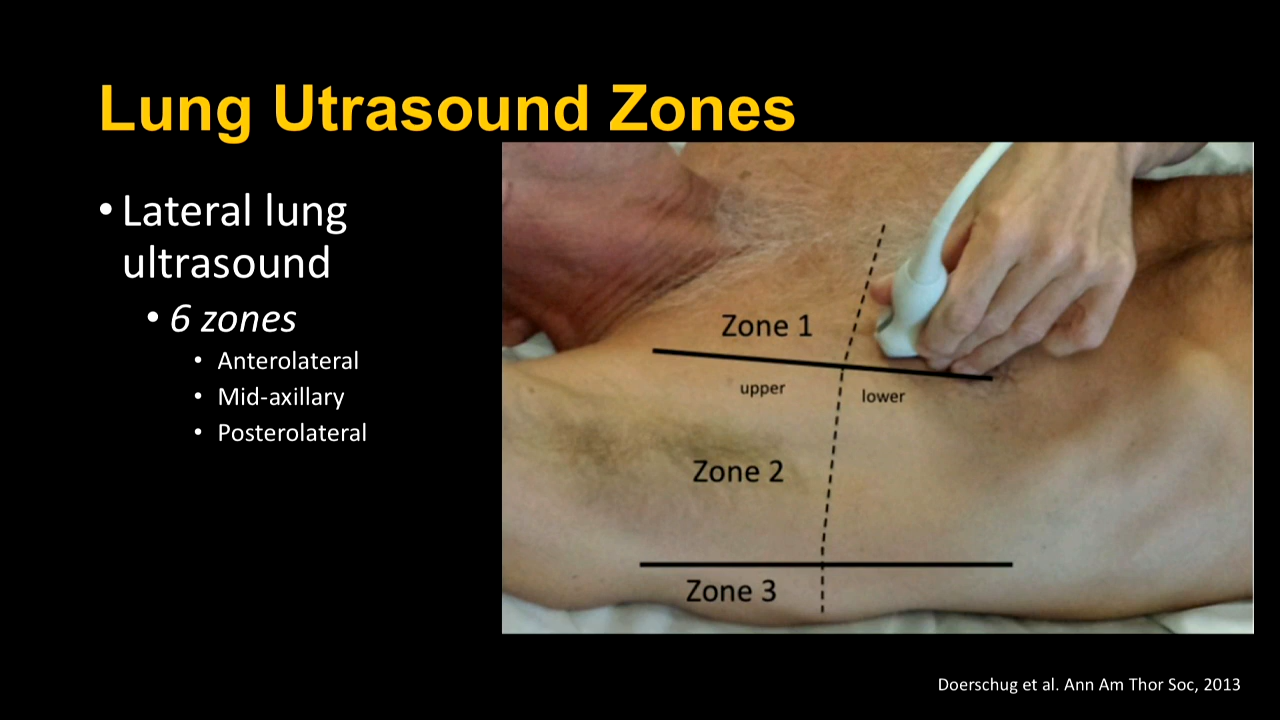 Lung Utrasound Zones
• Lateral lung
ultrasound
• 6 zones
• Anterolateral
• Mid-axillary
• Posterolateral
Zone 1
upper
lower
Zone 2
Zone 3
Doerschug et al. Ann Am Thor Soc, 2013